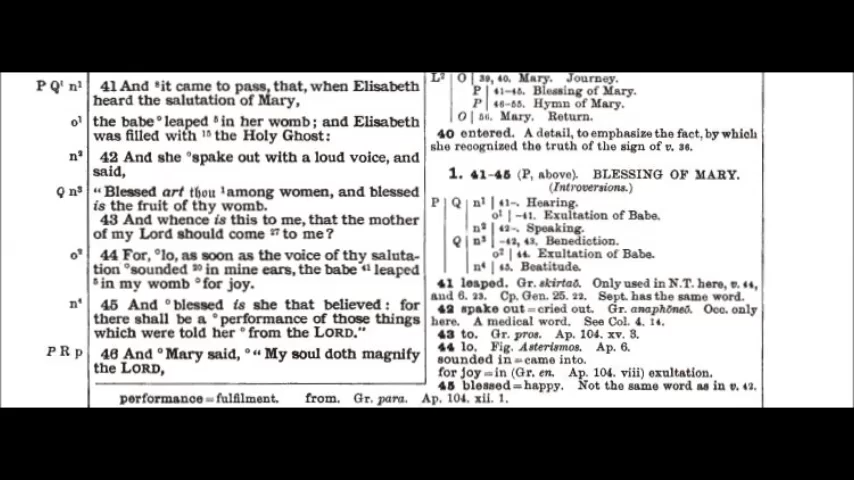 P Q¹ n¹ 41 And ⁸it came to pass, that, when Elisabeth
heard the salutation of Mary,
o¹ the babe °leaped ⁵in her womb; and Elisabeth
was filled with ¹⁵ the Holy Ghost:
n² 42 And she °spake out with a loud voice, and
said,
Q n³ "Blessed art thou ¹among women, and blessed
is the fruit of thy womb.
43 And whence is this to me, that the mother
of my Lord should come ²⁷ to me?
o² 44 For, °lo, as soon as the voice of thy saluta-
tion °sounded ²⁰ in mine ears, the babe ⁴¹ leaped
⁵ in my womb °for joy.
n⁴ 45 And °blessed is she that believed: for
there shall be a °performance of those things
which were told her °from the LORD."
P R p 46 And °Mary said, °"My soul doth magnify
the LORD,
L² O | 39, 40. Mary. Journey.
P | 41-45. Blessing of Mary.
P | 46-55. Hymn of Mary.
O | 56. Mary. Return.
40 entered. A detail, to emphasize the fact, by which
she recognized the truth of the sign of v. 36.
1. 41-45 (P, above). BLESSING OF MARY.
(Introversions.)
P | Q | n¹ | 41-. Hearing.
o¹ | -41. Exultation of Babe.
n² | 42-. Speaking.
Q | n³ | -42, 43. Benediction.
o² | 44. Exultation of Babe.
n⁴ | 45. Beatitude.
41 leaped. Gr. skirtaō. Only used in N.T. here, v. 44,
and 6. 23. Cp. Gen. 25. 22. Sept. has the same word.
42 spake out = cried out. Gr. anaphōneō. Occ. only
here. A medical word. See Col. 4. 14.
43 to. Gr. pros. Ap. 104. xv. 3.
44 lo. Fig. Asterismos. Ap. 6.
sounded in = came into.
for joy = in (Gr. en. Ap. 104. viii) exultation.
45 blessed = happy. Not the same word as in v. 42.
performance = fulfilment. from. Gr. para. Ap. 104. xii. 1.